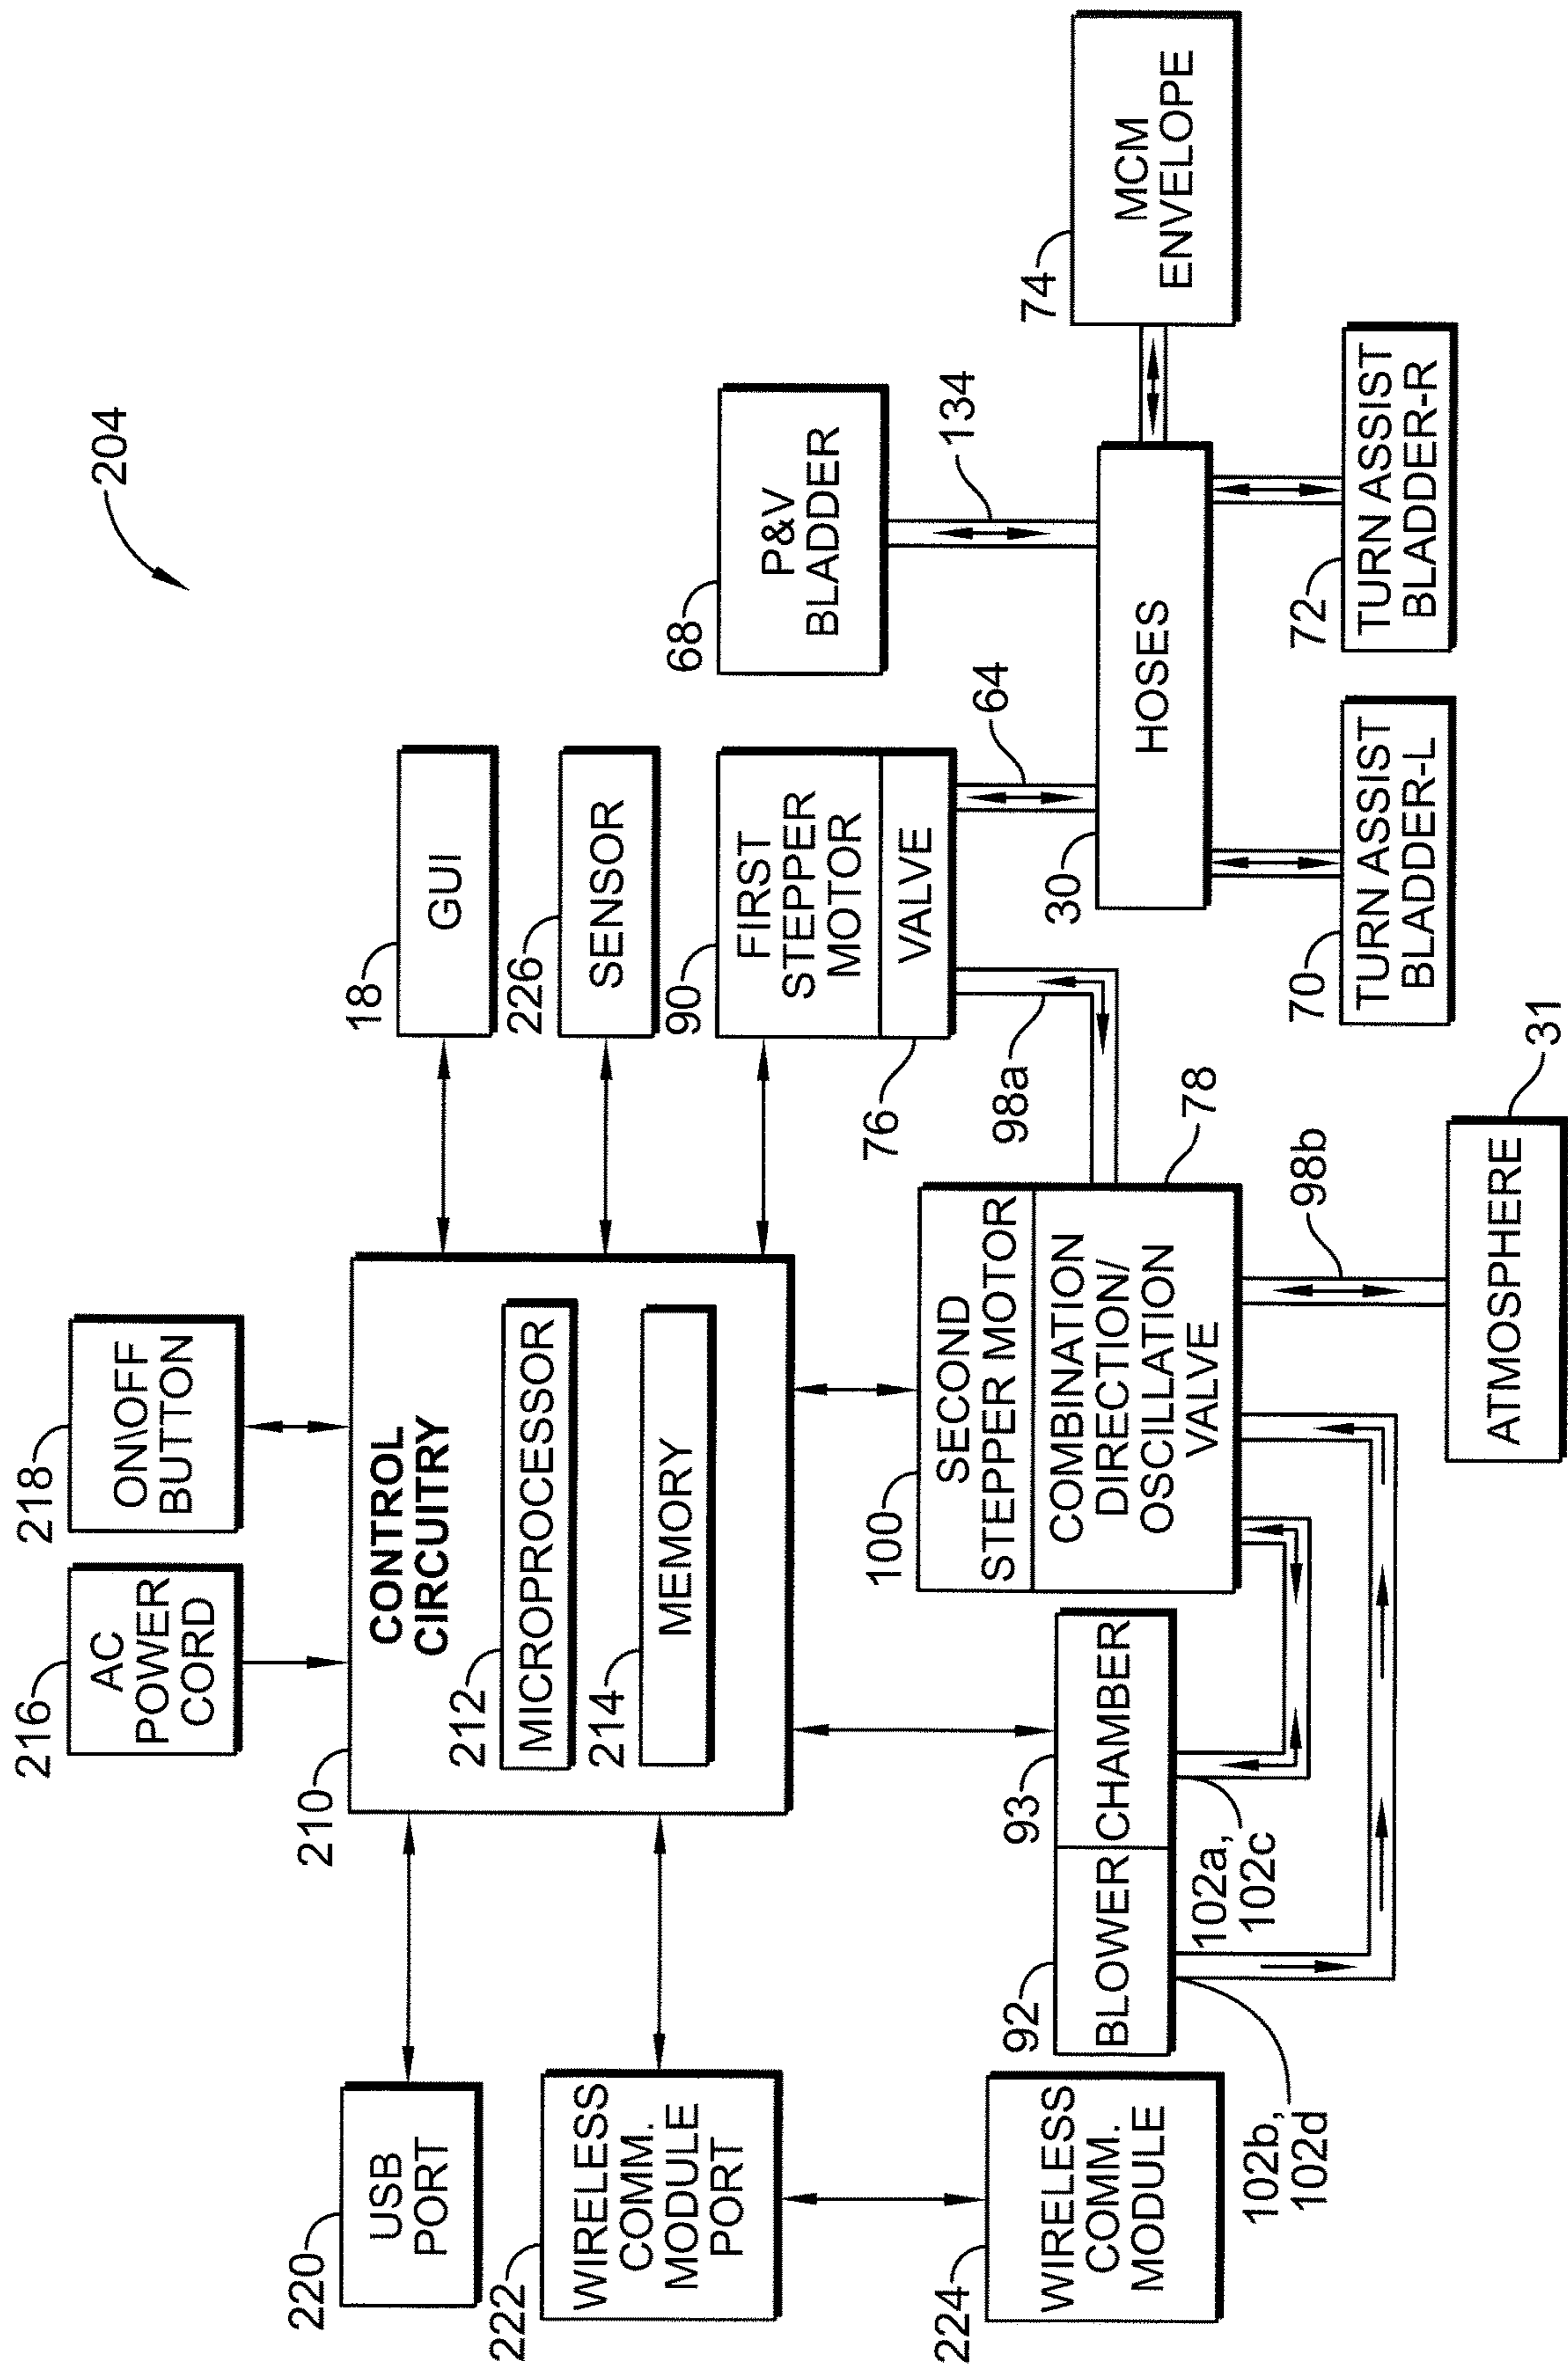 204
216
AC
POWER
CORD
218
ON\OFF
BUTTON
210
CONTROL
CIRCUITRY
212
MICROPROCESSOR
214
MEMORY
220
USB
PORT
222
WIRELESS
COMM.
MODULE
PORT
224
WIRELESS
COMM.
MODULE
18
GUI
226
SENSOR
90
FIRST
STEPPER
MOTOR
VALVE
76
68
P&V
BLADDER
134
64
98a
30
HOSES
74
MCM
ENVELOPE
70
TURN ASSIST
BLADDER-L
72
TURN ASSIST
BLADDER-R
92
BLOWER
93
CHAMBER
102a,
102c
102b,
102d
100
SECOND
STEPPER MOTOR
COMBINATION
DIRECTION/
OSCILLATION
VALVE
78
98b
ATMOSPHERE
31